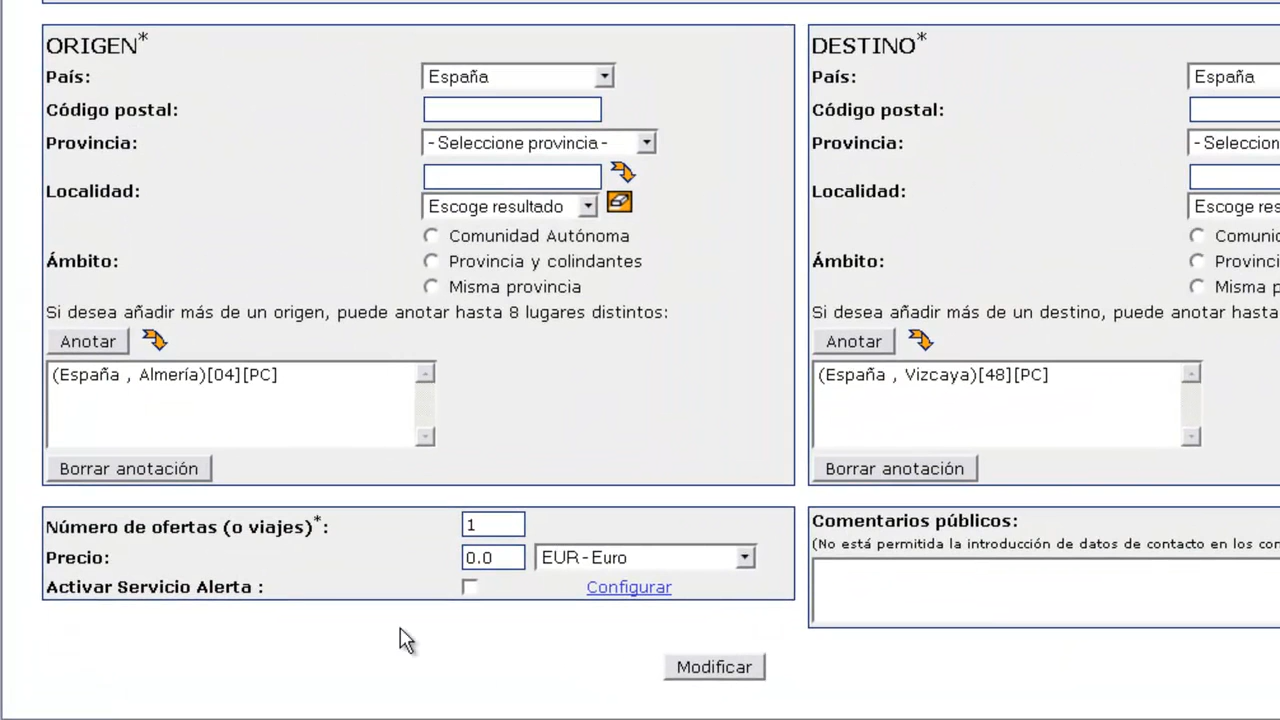 ORIGEN*
País: España
Código postal:
Provincia: - Seleccione provincia -
Localidad:
Escoge resultado
Comunidad Autónoma
Ámbito: Provincia y colindantes
Misma provincia
Si desea añadir más de un origen, puede anotar hasta 8 lugares distintos:
Anotar
(España , Almería)[04][PC]
Borrar anotación
DESTINO*
País: España
Código postal:
Provincia: - Seleccion
Localidad:
Escoge res
Comunic
Ámbito: Provinci
Misma p
Si desea añadir más de un destino, puede anotar hasta
Anotar
(España , Vizcaya)[48][PC]
Borrar anotación
Número de ofertas (o viajes)*: 1
Precio: 0.0 EUR - Euro
Activar Servicio Alerta : Configurar
Comentarios públicos:
(No está permitida la introducción de datos de contacto en los cor
Modificar